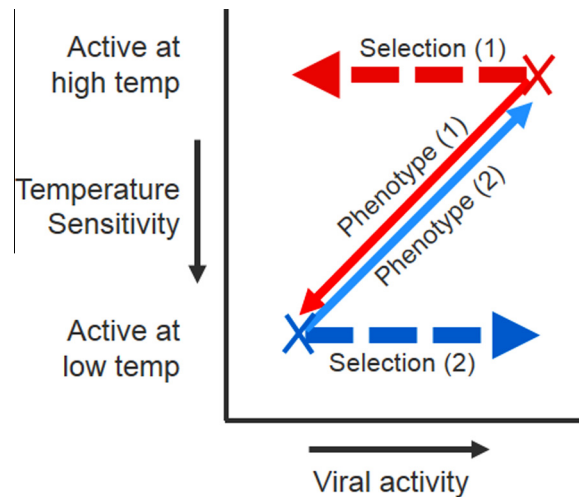 Active at
high temp
Selection (1)
Phenotype (1)
Phenotype (2)
Temperature
Sensitivity
Active at
low temp
Selection (2)
Viral activity